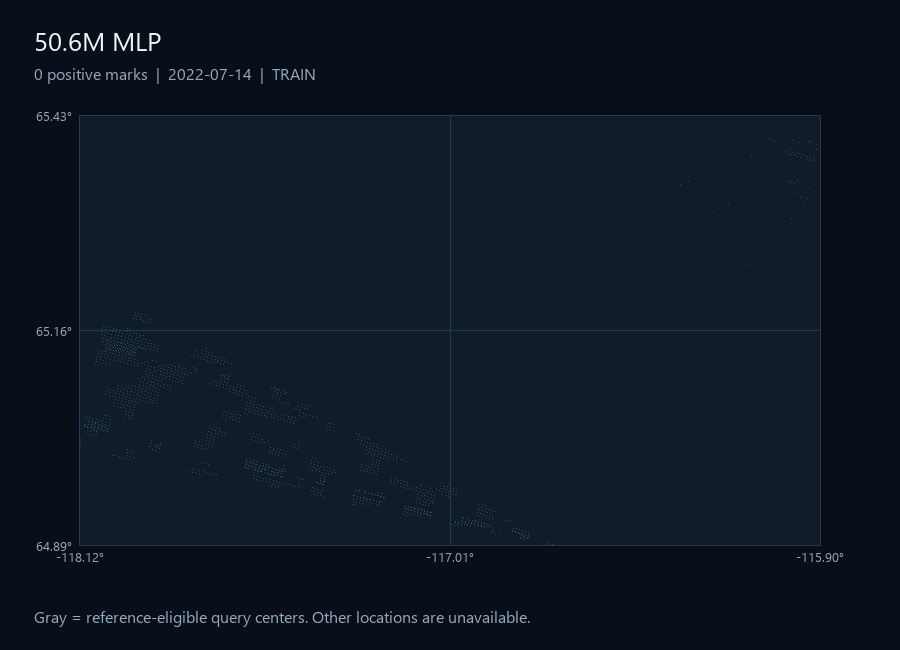 50.6M MLP
0 positive marks | 2022-07-14 | TRAIN
65.43°
65.16°
64.89°
-118.12°
-117.01°
-115.90°
Gray = reference-eligible query centers. Other locations are unavailable.